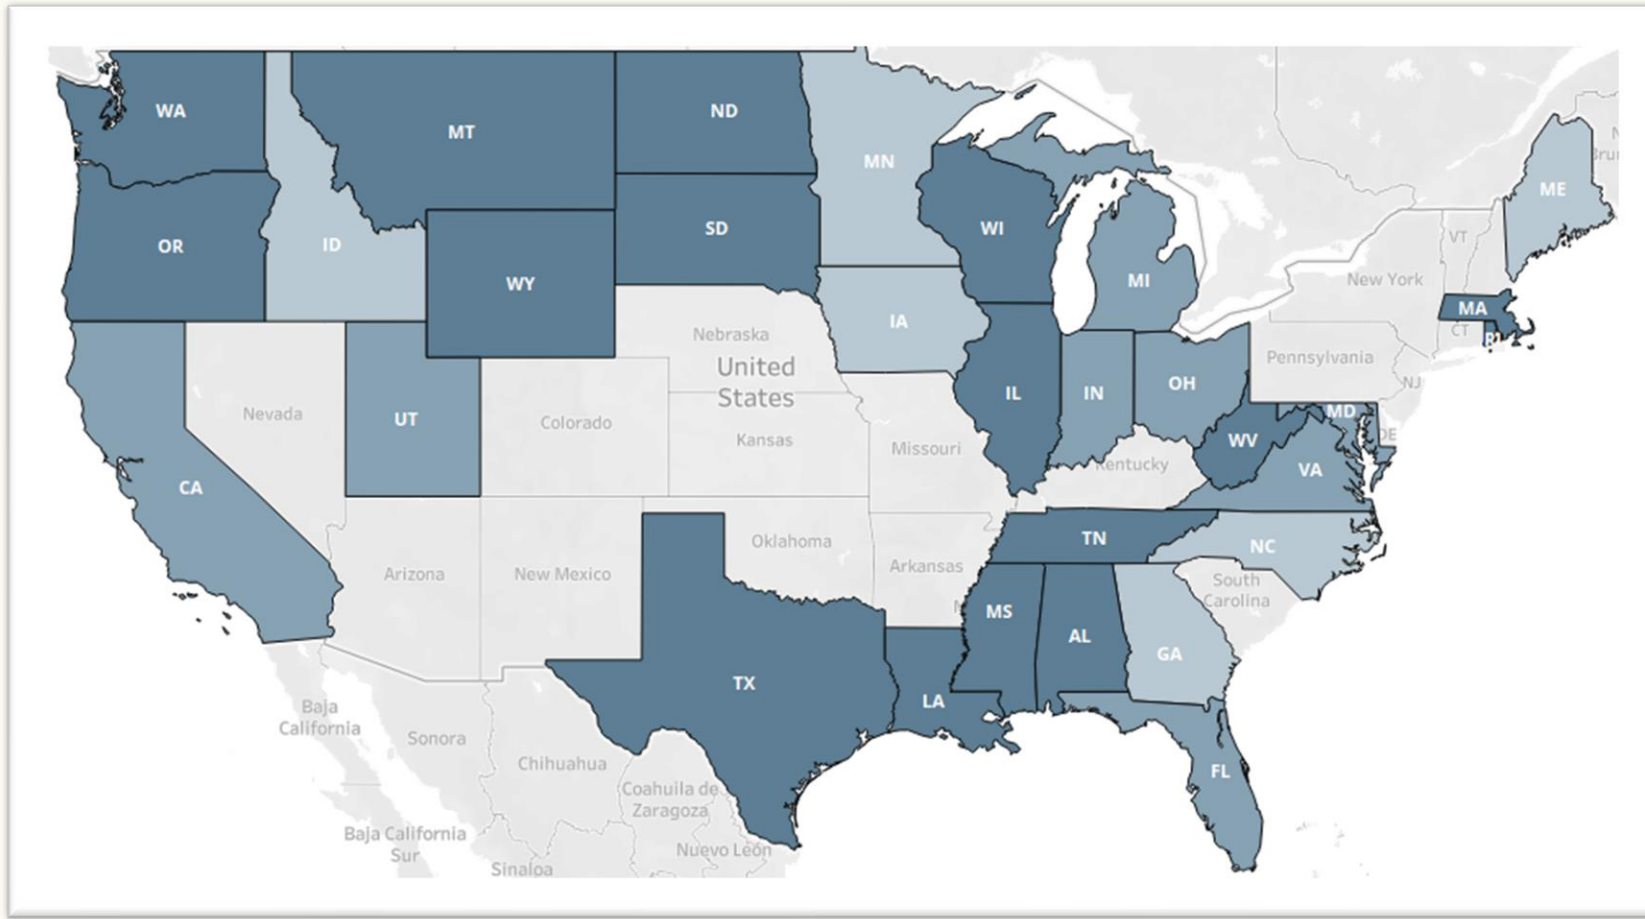 WA
MT
ND
MN
ME
OR
ID
SD
WI
VT
WY
MI
New York
MA
IA
CT
RI
Nebraska
Pennsylvania
United
States
NJ
UT
IL
IN
OH
Nevada
Colorado
Kansas
MD
DE
Missouri
Kentucky
WV
VA
CA
Arizona
New Mexico
Oklahoma
Arkansas
TN
NC
South
Carolina
MS
AL
GA
TX
LA
FL
Baja
California
Sonora
Chihuahua
Coahuila de
Zaragoza
Baja California
Sur
Nuevo León
Sinaloa